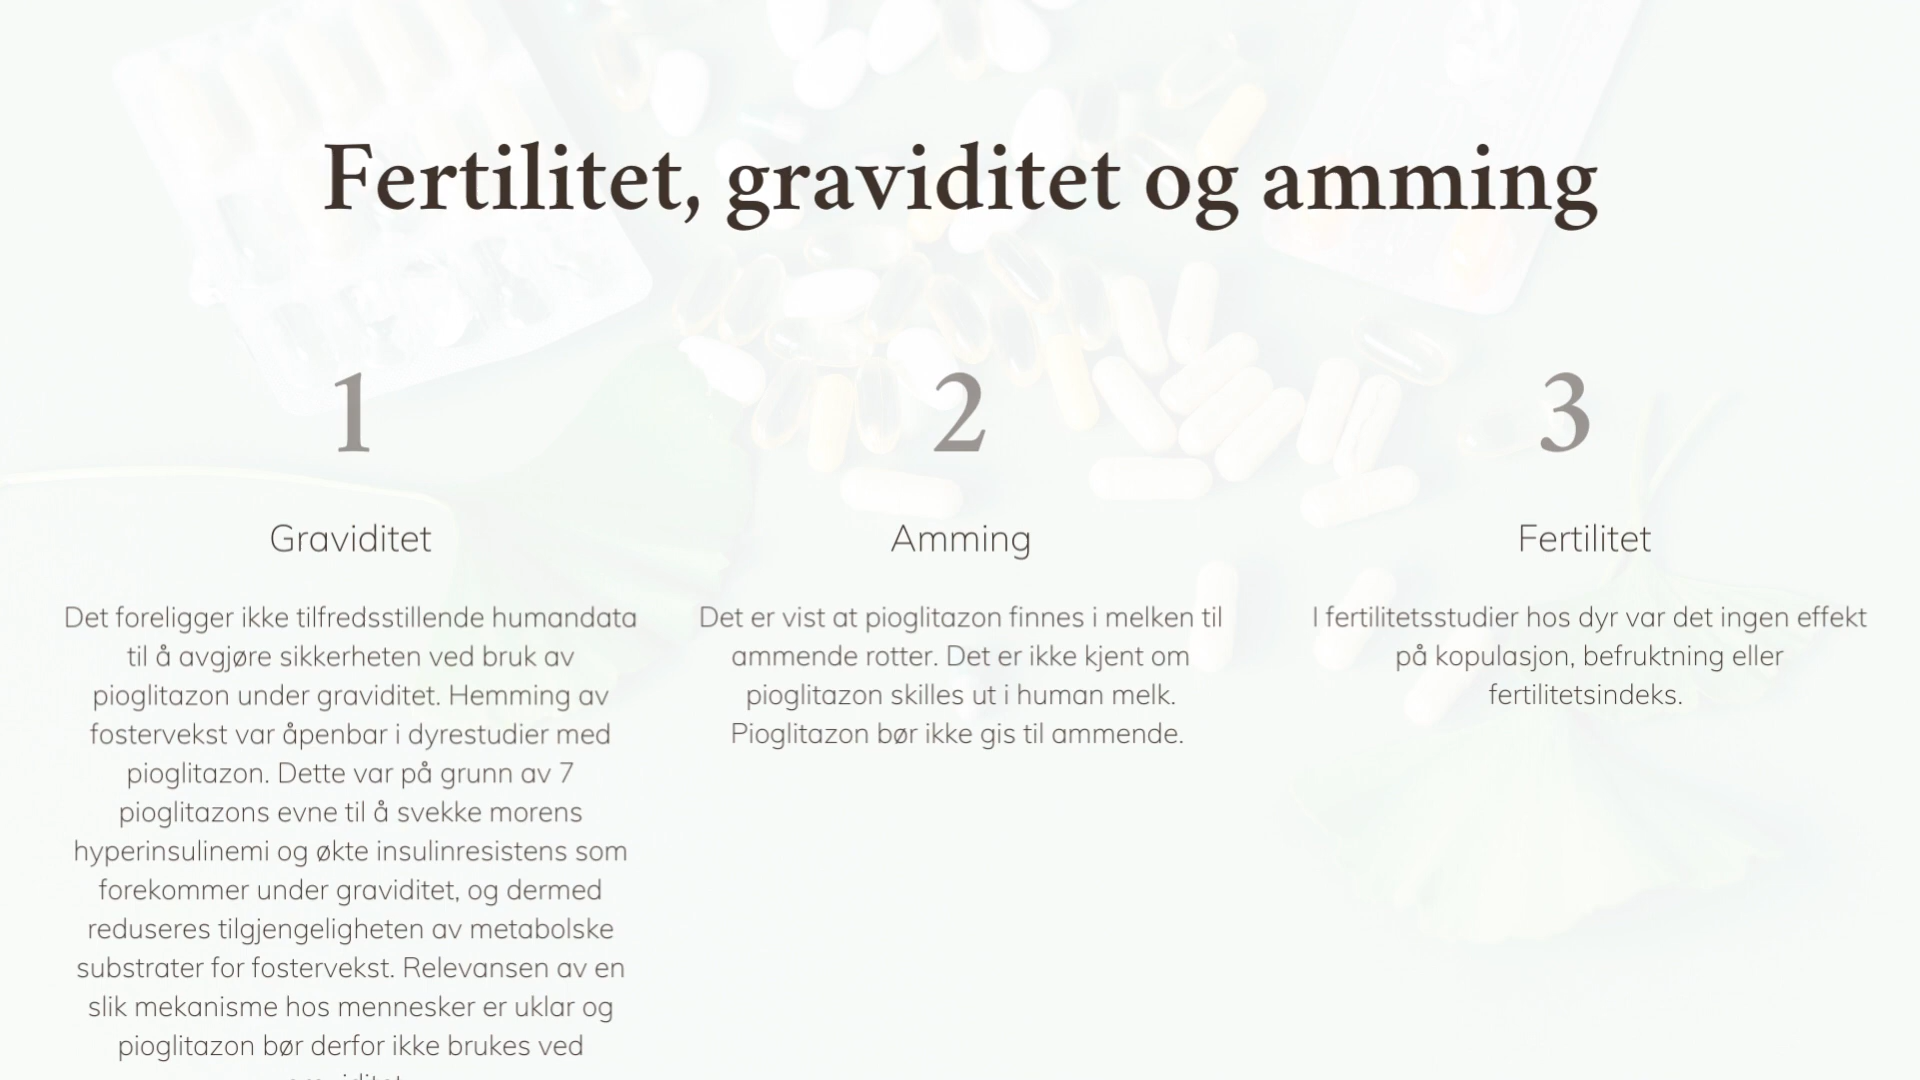 Fertilitet, graviditet og amming
1
Graviditet
Det foreligger ikke tilfredsstillende humandata
til å avgjøre sikkerheten ved bruk av
pioglitazon under graviditet. Hemming av
fostervekst var åpenbar i dyrestudier med
pioglitazon. Dette var på grunn av 7
pioglitazons evne til å svekke morens
hyperinsulinemi og økte insulinresistens som
forekommer under graviditet, og dermed
reduseres tilgjengeligheten av metabolske
substrater for fostervekst. Relevansen av en
slik mekanisme hos mennesker er uklar og
pioglitazon bør derfor ikke brukes ved
2
Amming
Det er vist at pioglitazon finnes i melken til
ammende rotter. Det er ikke kjent om
pioglitazon skilles ut i human melk.
Pioglitazon bør ikke gis til ammende.
3
Fertilitet
I fertilitetsstudier hos dyr var det ingen effekt
på kopulasjon, befruktning eller
fertilitetsindeks.